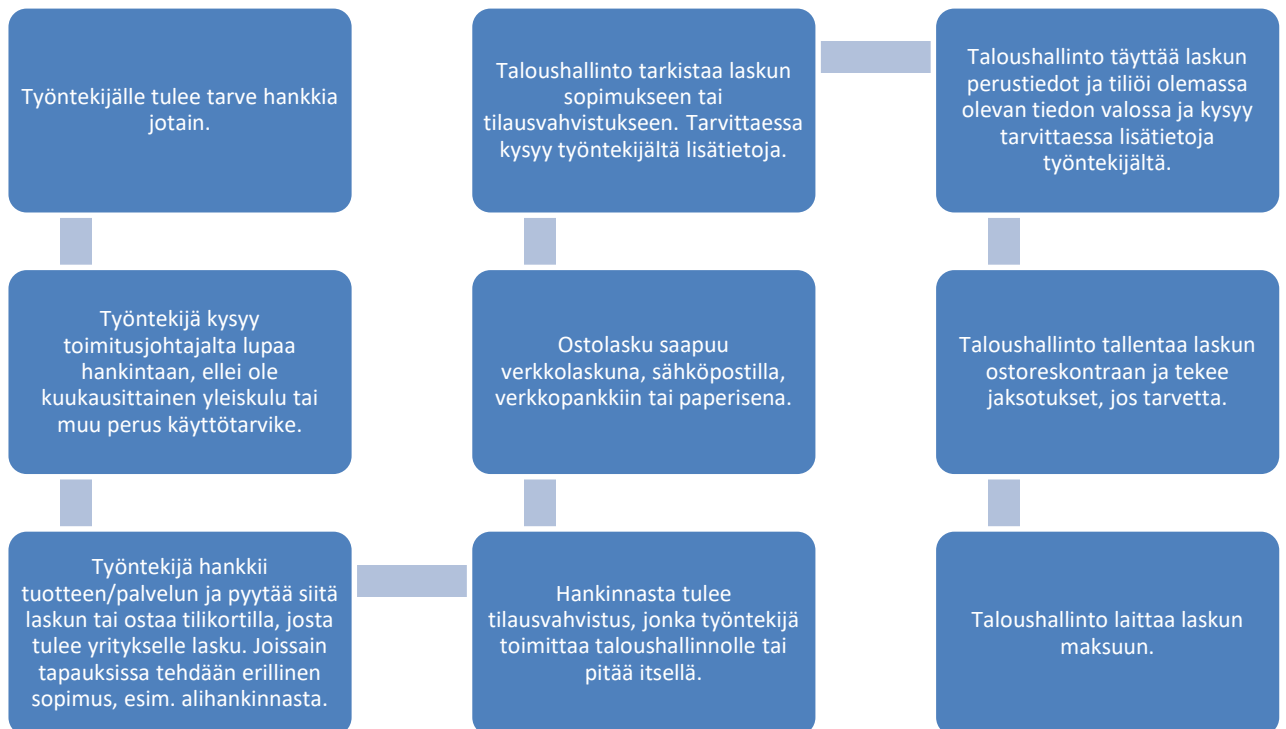 Työntekijälle tulee tarve hankkia
jotain.
Työntekijä kysyy
toimitusjohtajalta lupaa
hankintaan, ellei ole
kuukausittainen yleiskulu tai
muu perus käyttötarvike.
Työntekijä hankkii
tuotteen/palvelun ja pyytää siitä
laskun tai ostaa tilikortilla, josta
tulee yritykselle lasku. Joissain
tapauksissa tehdään erillinen
sopimus, esim. alihankinnasta.
Hankinnasta tulee
tilausvahvistus, jonka työntekijä
toimittaa taloushallinnolle tai
pitää itsellä.
Ostolasku saapuu
verkkolaskuna, sähköpostilla,
verkkopankkiin tai paperisena.
Taloushallinto tarkistaa laskun
sopimukseen tai
tilausvahvistukseen. Tarvittaessa
kysyy työntekijältä lisätietoja.
Taloushallinto täyttää laskun
perustiedot ja tiliöi olemassa
olevan tiedon valossa ja kysyy
tarvittaessa lisätietoja
työntekijältä.
Taloushallinto tallentaa laskun
ostoreskontraan ja tekee
jaksotukset, jos tarvetta.
Taloushallinto laittaa laskun
maksuun.